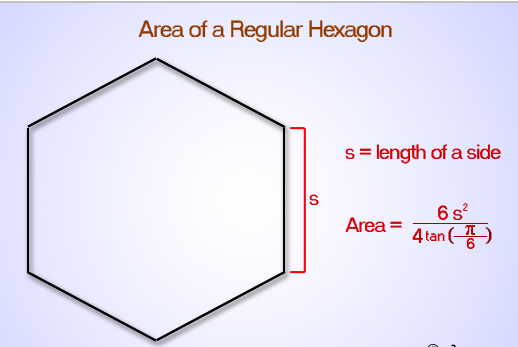 Area of a Regular Hexagon
s = length of a side
s
Area = 6 s² / 4 tan (π/6)